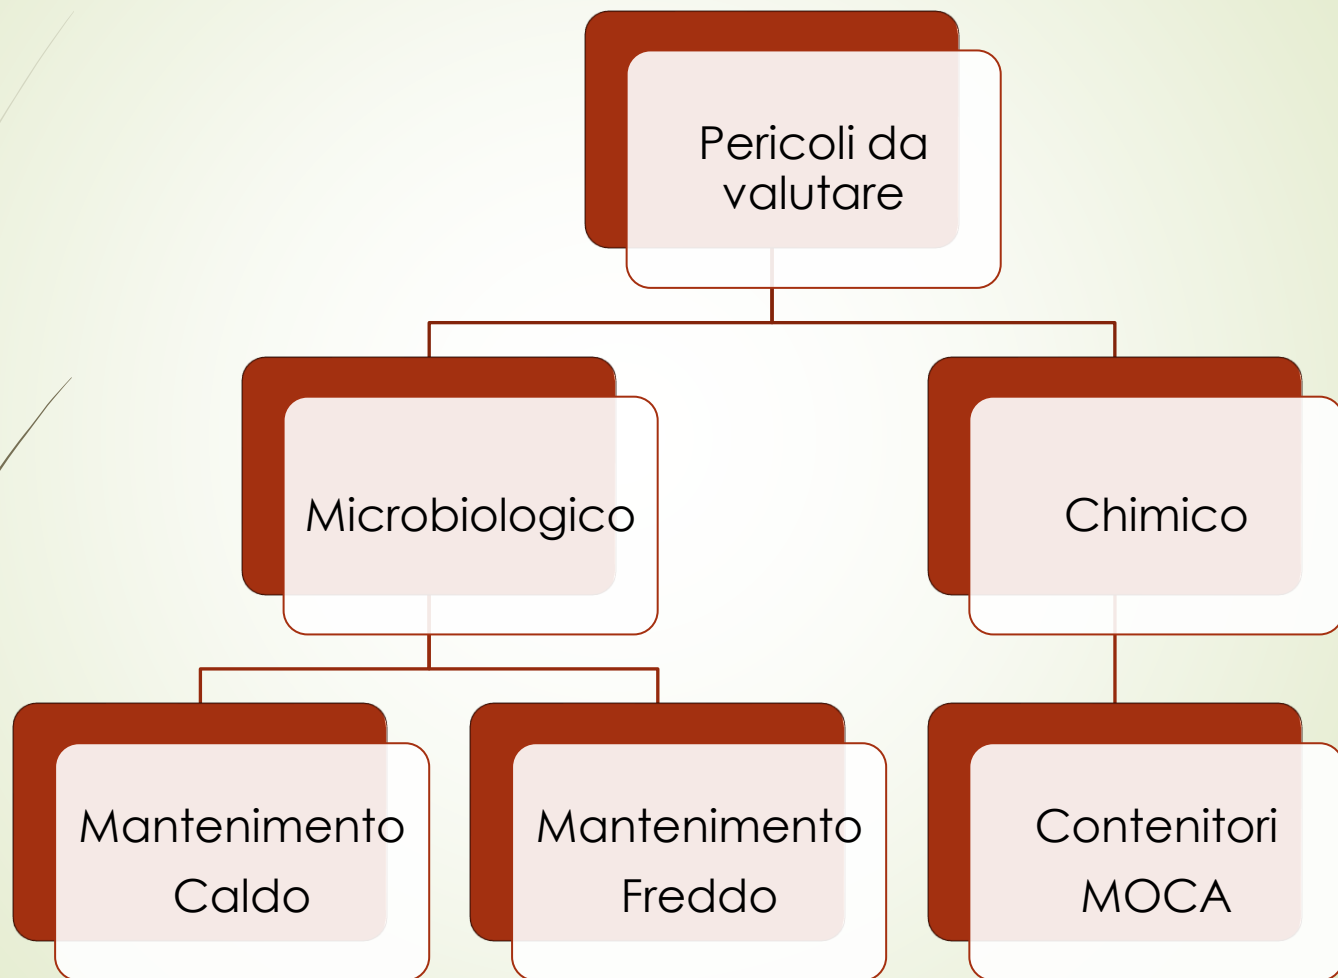 Pericoli da
valutare
Microbiologico
Chimico
Mantenimento
Caldo
Mantenimento
Freddo
Contenitori
MOCA